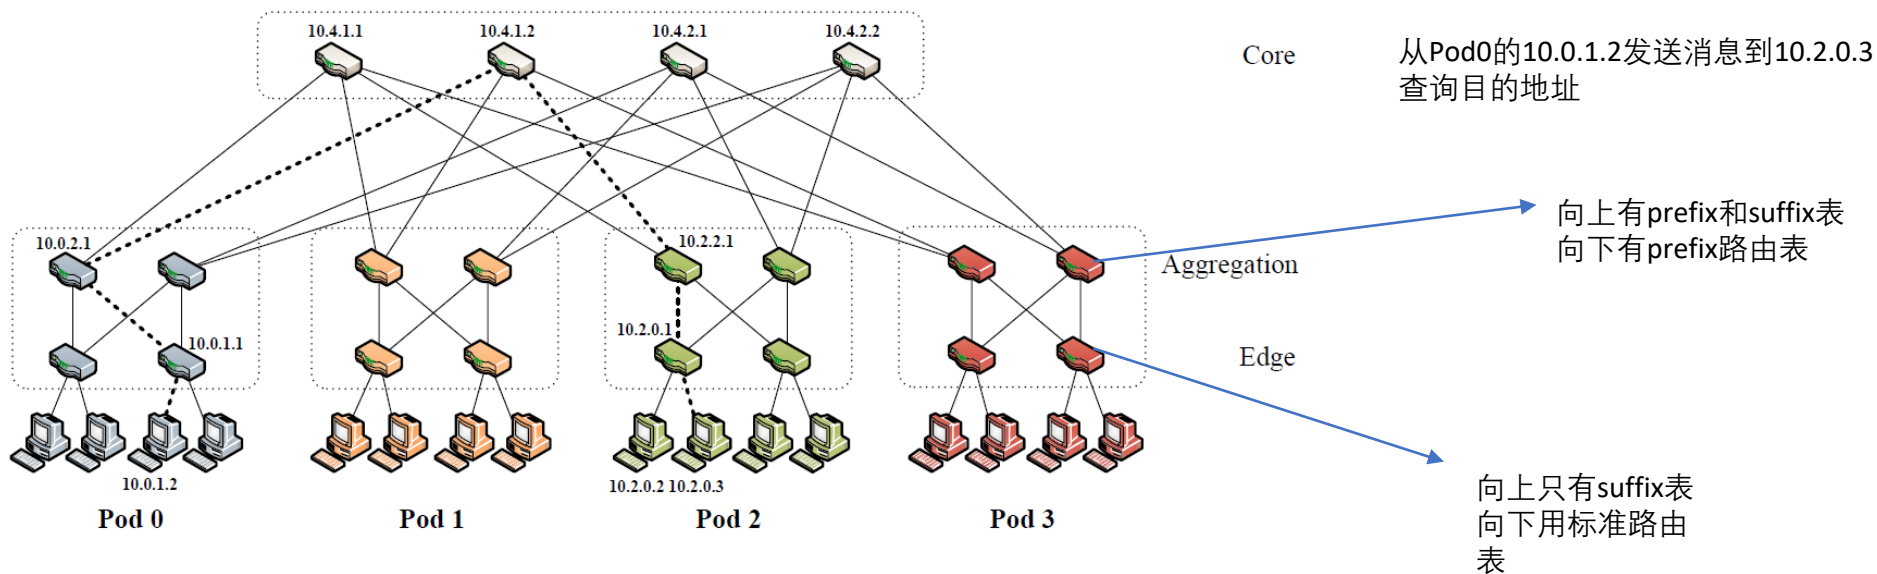 10.4.1.1
10.4.1.2
10.4.2.1
10.4.2.2
Core
从Pod0的10.0.1.2发送消息到10.2.0.3
查询目的地址
10.0.2.1
10.2.2.1
Aggregation
向上有prefix和suffix表
向下有prefix路由表
10.0.1.1
10.2.0.1
Edge
10.0.1.2
10.2.0.2 10.2.0.3
向上只有suffix表
向下用标准路由
表
Pod 0
Pod 1
Pod 2
Pod 3